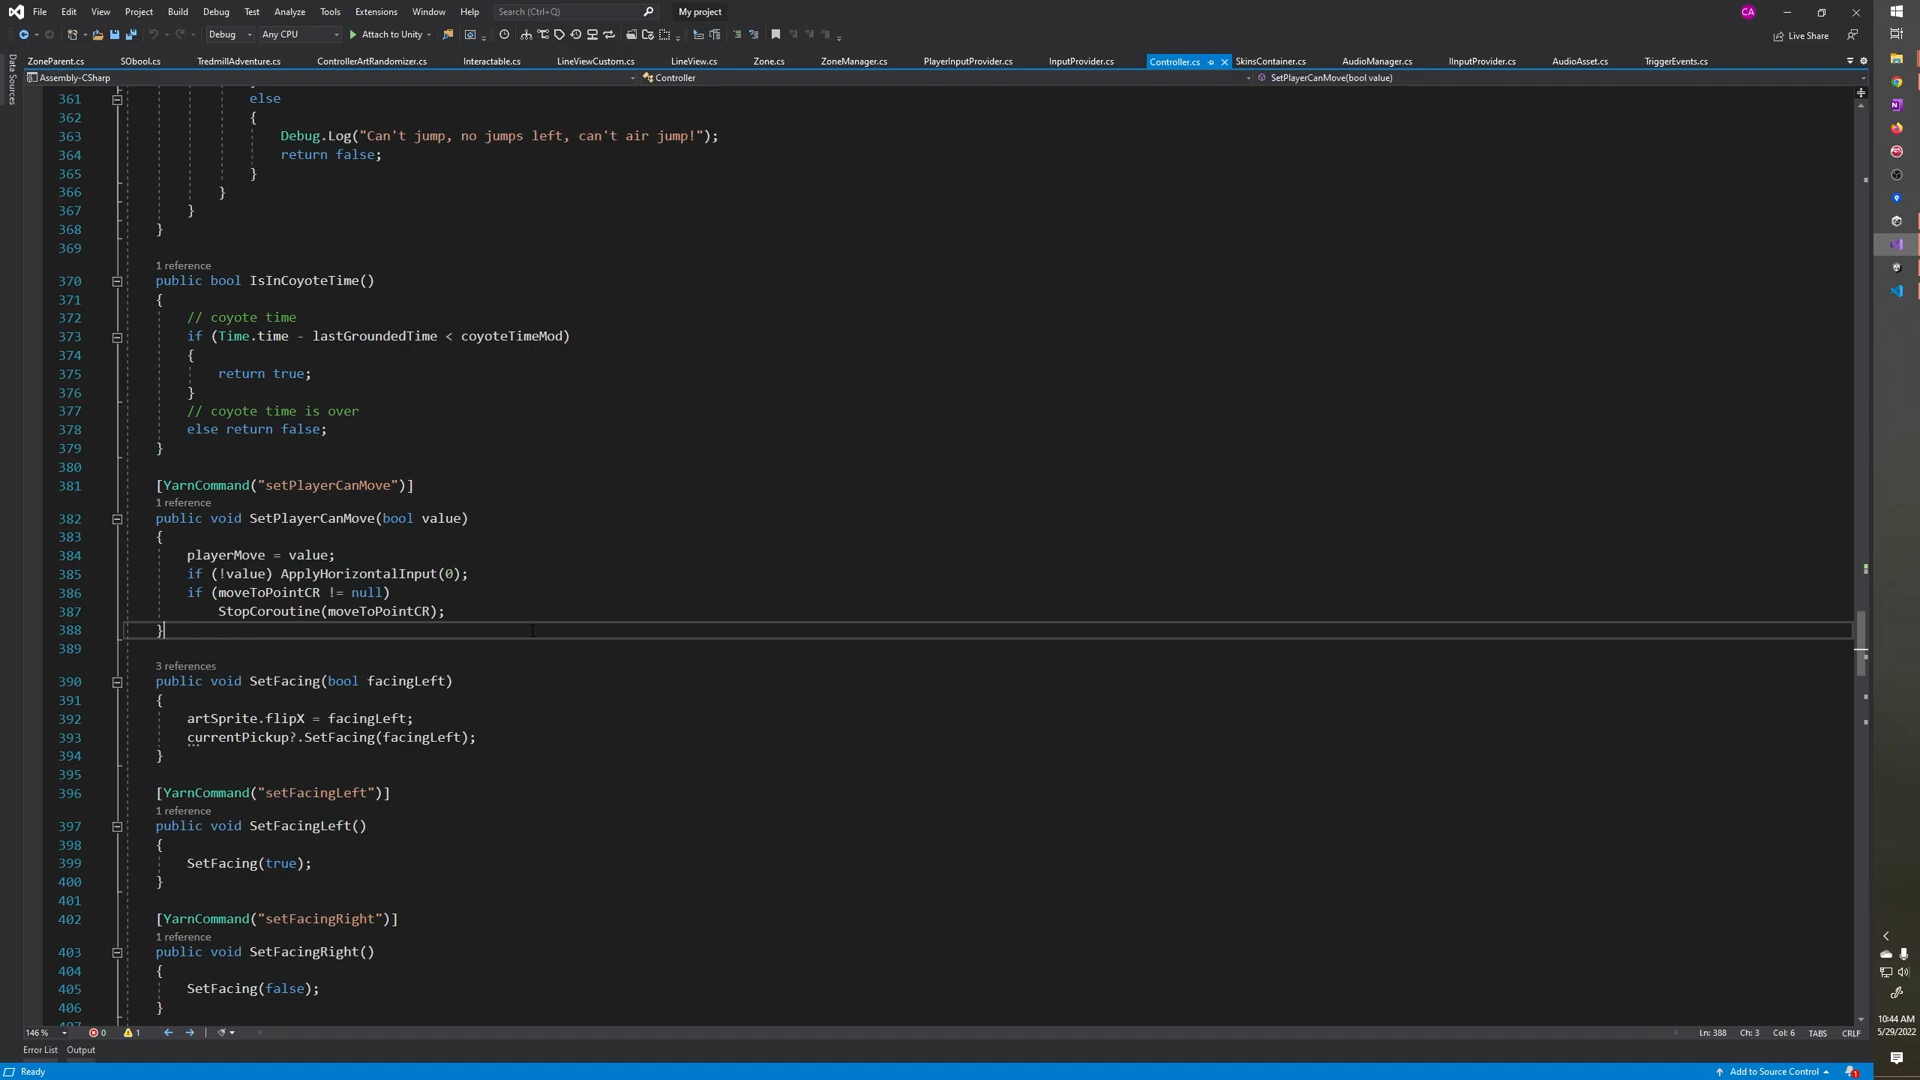 File Edit View Project Build Debug Test Analyze Tools Extensions Window Help Search (Ctrl+Q) My project CA
Debug Any CPU Attach to Unity Live Share
ZoneParent.cs SObool.cs TredmillAdventure.cs ControllerArtRandomizer.cs Interactable.cs LineViewCustom.cs LineView.cs Zone.cs ZoneManager.cs PlayerInputProvider.cs InputProvider.cs Controller.cs SkinsContainer.cs AudioManager.cs IInputProvider.cs AudioAsset.cs TriggerEvents.cs
Data Sources
Assembly-CSharp Controller SetPlayerCanMove(bool value)
361 else
362 {
363 Debug.Log("Can't jump, no jumps left, can't air jump!");
364 return false;
365 }
366 }
367 }
368 }
369
1 reference
370 public bool IsInCoyoteTime()
371 {
372 // coyote time
373 if (Time.time - lastGroundedTime < coyoteTimeMod)
374 {
375 return true;
376 }
377 // coyote time is over
378 else return false;
379 }
380
381 [YarnCommand("setPlayerCanMove")]
1 reference
382 public void SetPlayerCanMove(bool value)
383 {
384 playerMove = value;
385 if (!value) ApplyHorizontalInput(0);
386 if (moveToPointCR != null)
387 StopCoroutine(moveToPointCR);
388 }
389
3 references
390 public void SetFacing(bool facingLeft)
391 {
392 artSprite.flipX = facingLeft;
393 currentPickup?.SetFacing(facingLeft);
394 }
395
396 [YarnCommand("setFacingLeft")]
1 reference
397 public void SetFacingLeft()
398 {
399 SetFacing(true);
400 }
401
402 [YarnCommand("setFacingRight")]
1 reference
403 public void SetFacingRight()
404 {
405 SetFacing(false);
406 }
146 % 0 1 Ln: 388 Ch: 3 Col: 6 TABS CRLF
Error List Output
Ready Add to Source Control 1
10:44 AM
5/29/2022